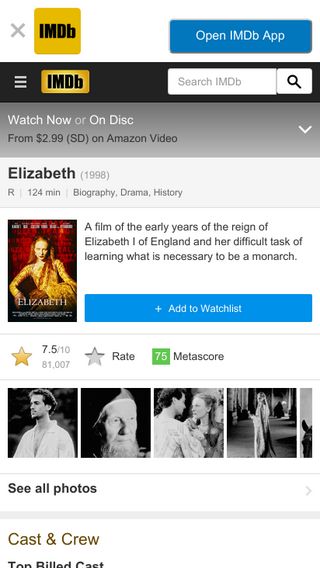 IMDb
Open IMDb App
IMDb
Search IMDb
Watch Now or On Disc
From $2.99 (SD) on Amazon Video
Elizabeth (1998)
R | 124 min | Biography, Drama, History
ELIZABETH
A film of the early years of the reign of
Elizabeth I of England and her difficult task of
learning what is necessary to be a monarch.
+ Add to Watchlist
7.5/10
81,007
Rate
75 Metascore
See all photos
Cast & Crew
Top Billed Cast